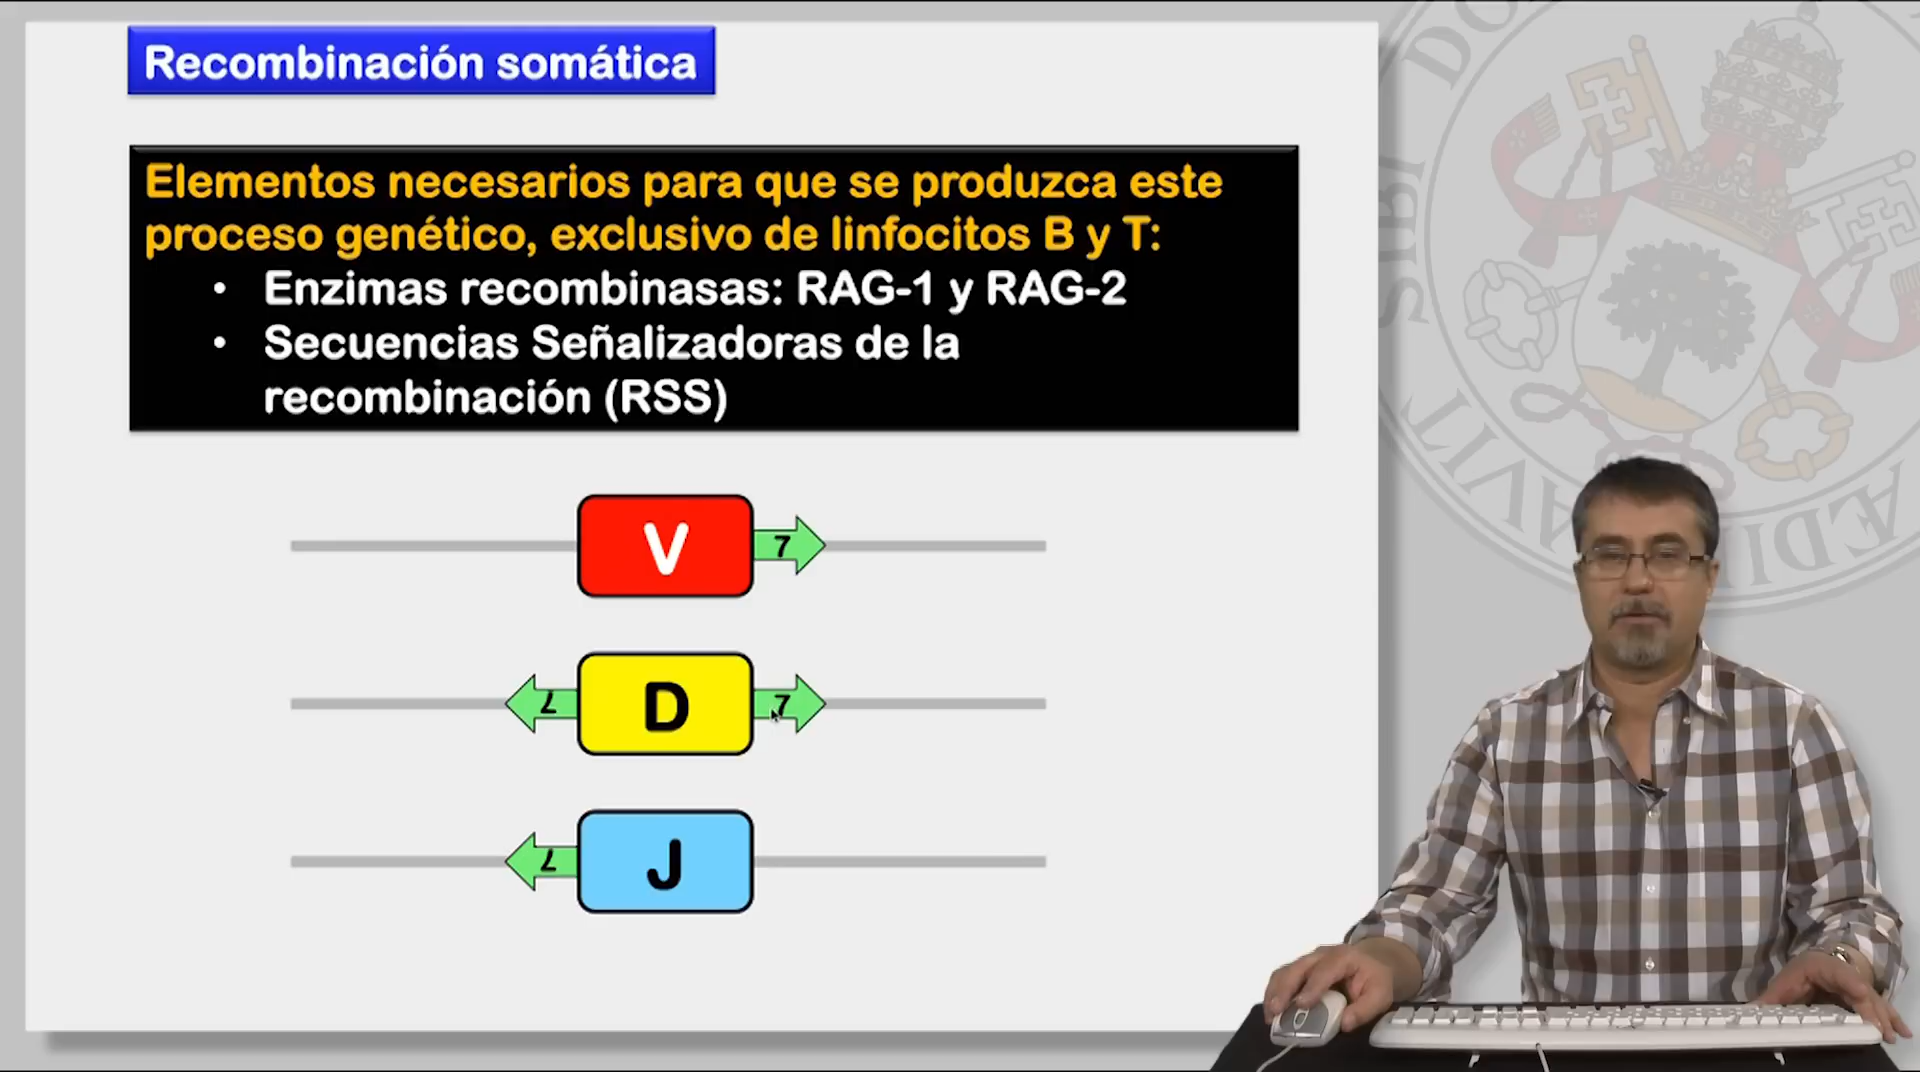 Recombinación somática
Elementos necesarios para que se produzca este
proceso genético, exclusivo de linfocitos B y T:
• Enzimas recombinasas: RAG-1 y RAG-2
• Secuencias Señalizadoras de la
recombinación (RSS)
V 7
7 D 7
7 J